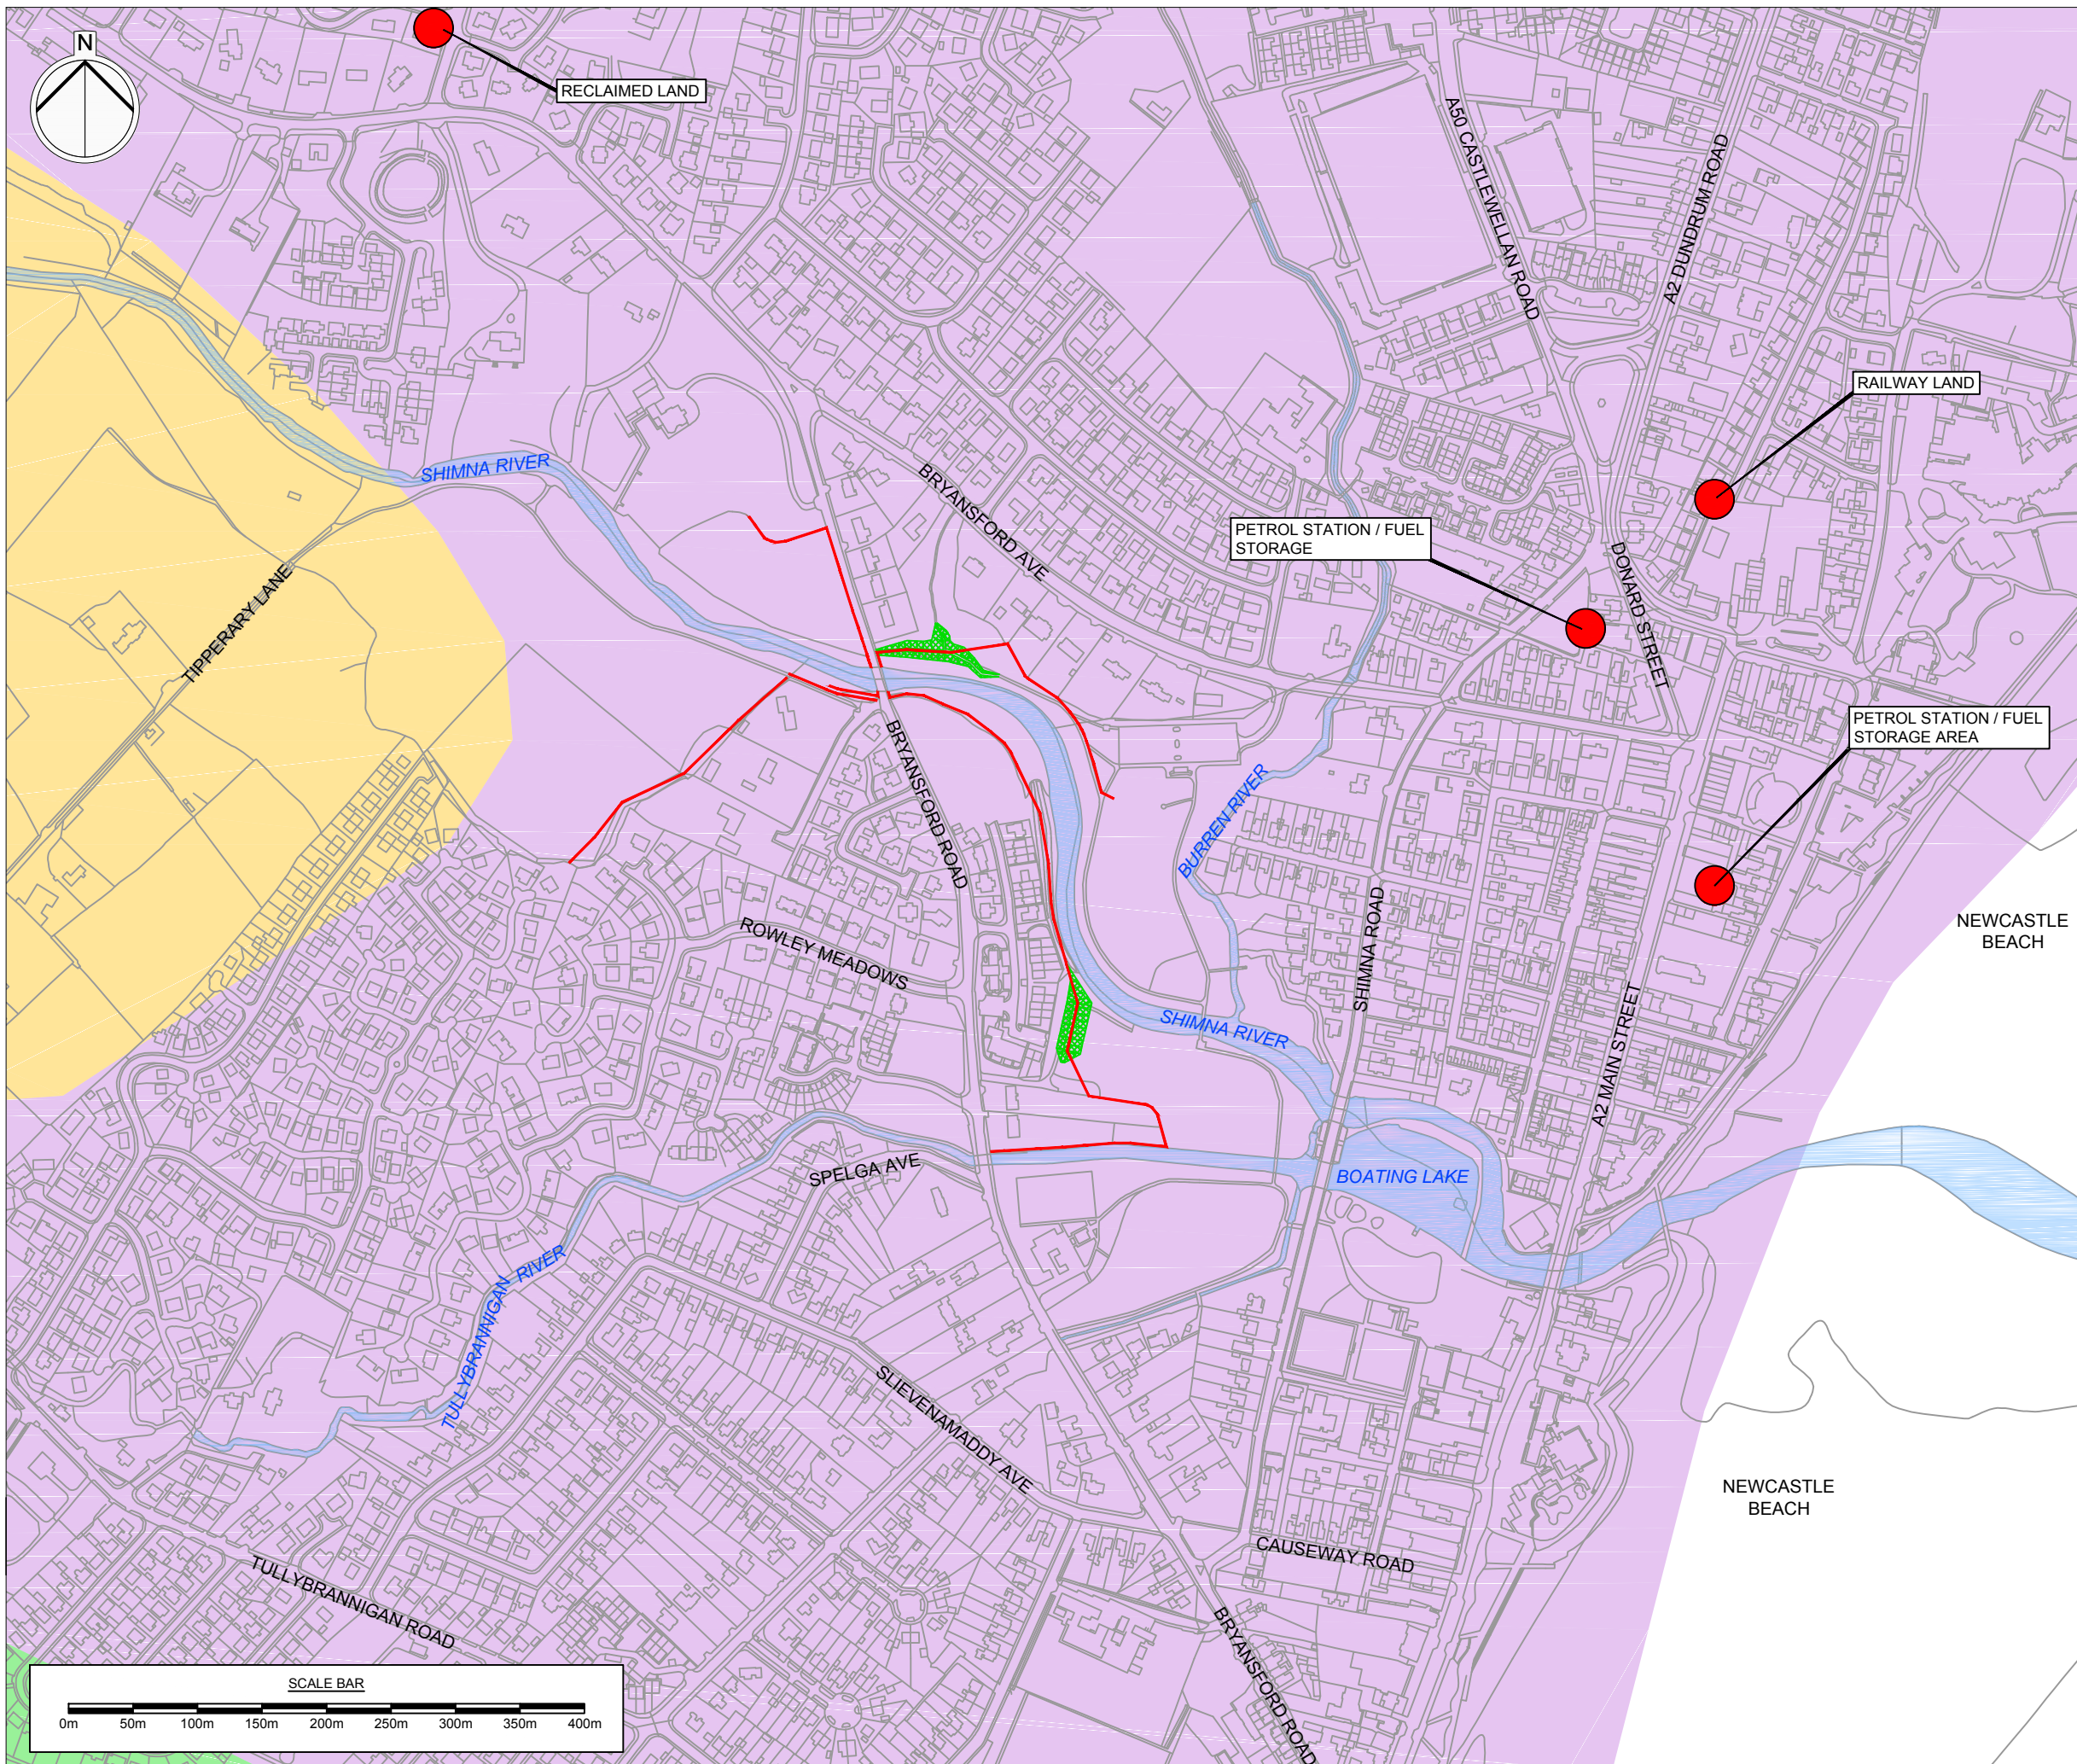 N
RECLAIMED LAND
A50 CASTLEWELLAN ROAD
A2 DUNDRUM ROAD
RAILWAY LAND
SHIMNA RIVER
BRYANSFORD AVE
PETROL STATION / FUEL
STORAGE
DONARD STREET
TIPPERARY LANE
PETROL STATION / FUEL
STORAGE AREA
BRYANSFORD ROAD
BURREN RIVER
NEWCASTLE
BEACH
ROWLEY MEADOWS
SHIMNA ROAD
SHIMNA RIVER
A2 MAIN STREET
SPELGA AVE
BOATING LAKE
TULLYBRANNIGAN RIVER
SLIEVENAMADDY AVE
NEWCASTLE
BEACH
CAUSEWAY ROAD
TULLYBRANNIGAN ROAD
BRYANSFORD ROAD
SCALE BAR
0m 50m 100m 150m 200m 250m 300m 350m 400m